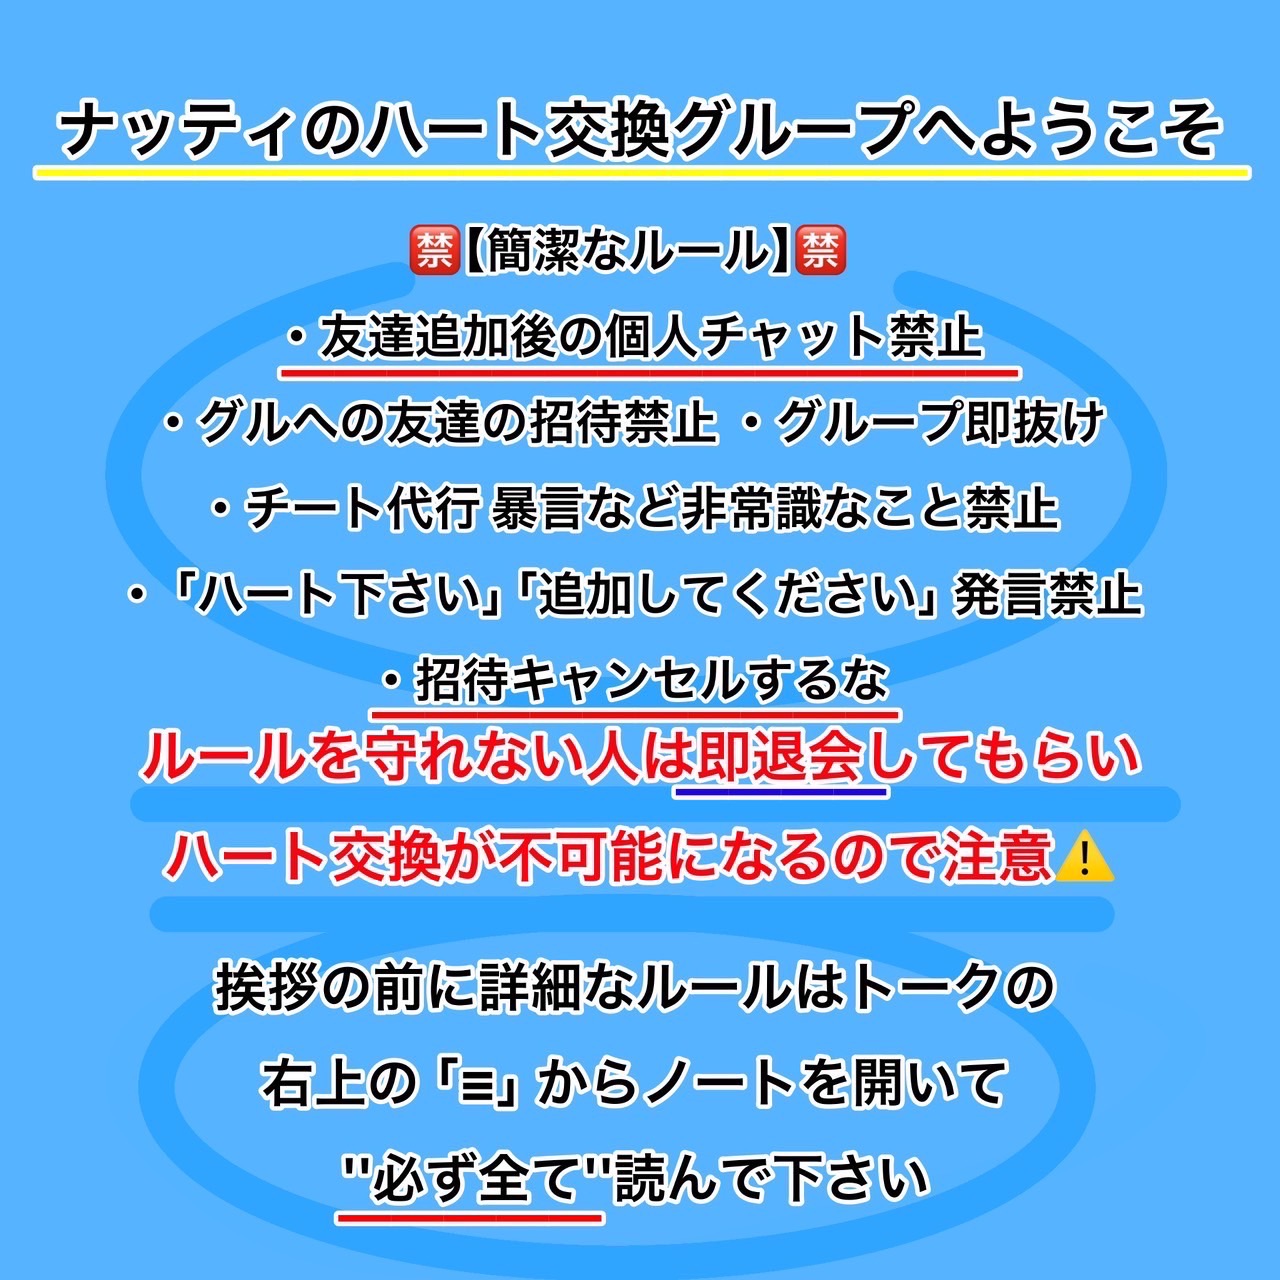 ナッティのハート交換グループへようこそ
🈲【簡潔なルール】🈲
・友達追加後の個人チャット禁止
・グルへの友達の招待禁止 ・グループ即抜け
・チート代行 暴言など非常識なこと禁止
・「ハート下さい」「追加してください」発言禁止
・招待キャンセルするな
ルールを守れない人は即退会してもらい
ハート交換が不可能になるので注意⚠️
挨拶の前に詳細なルールはトークの
右上の「≡」からノートを開いて
"必ず全て"読んで下さい